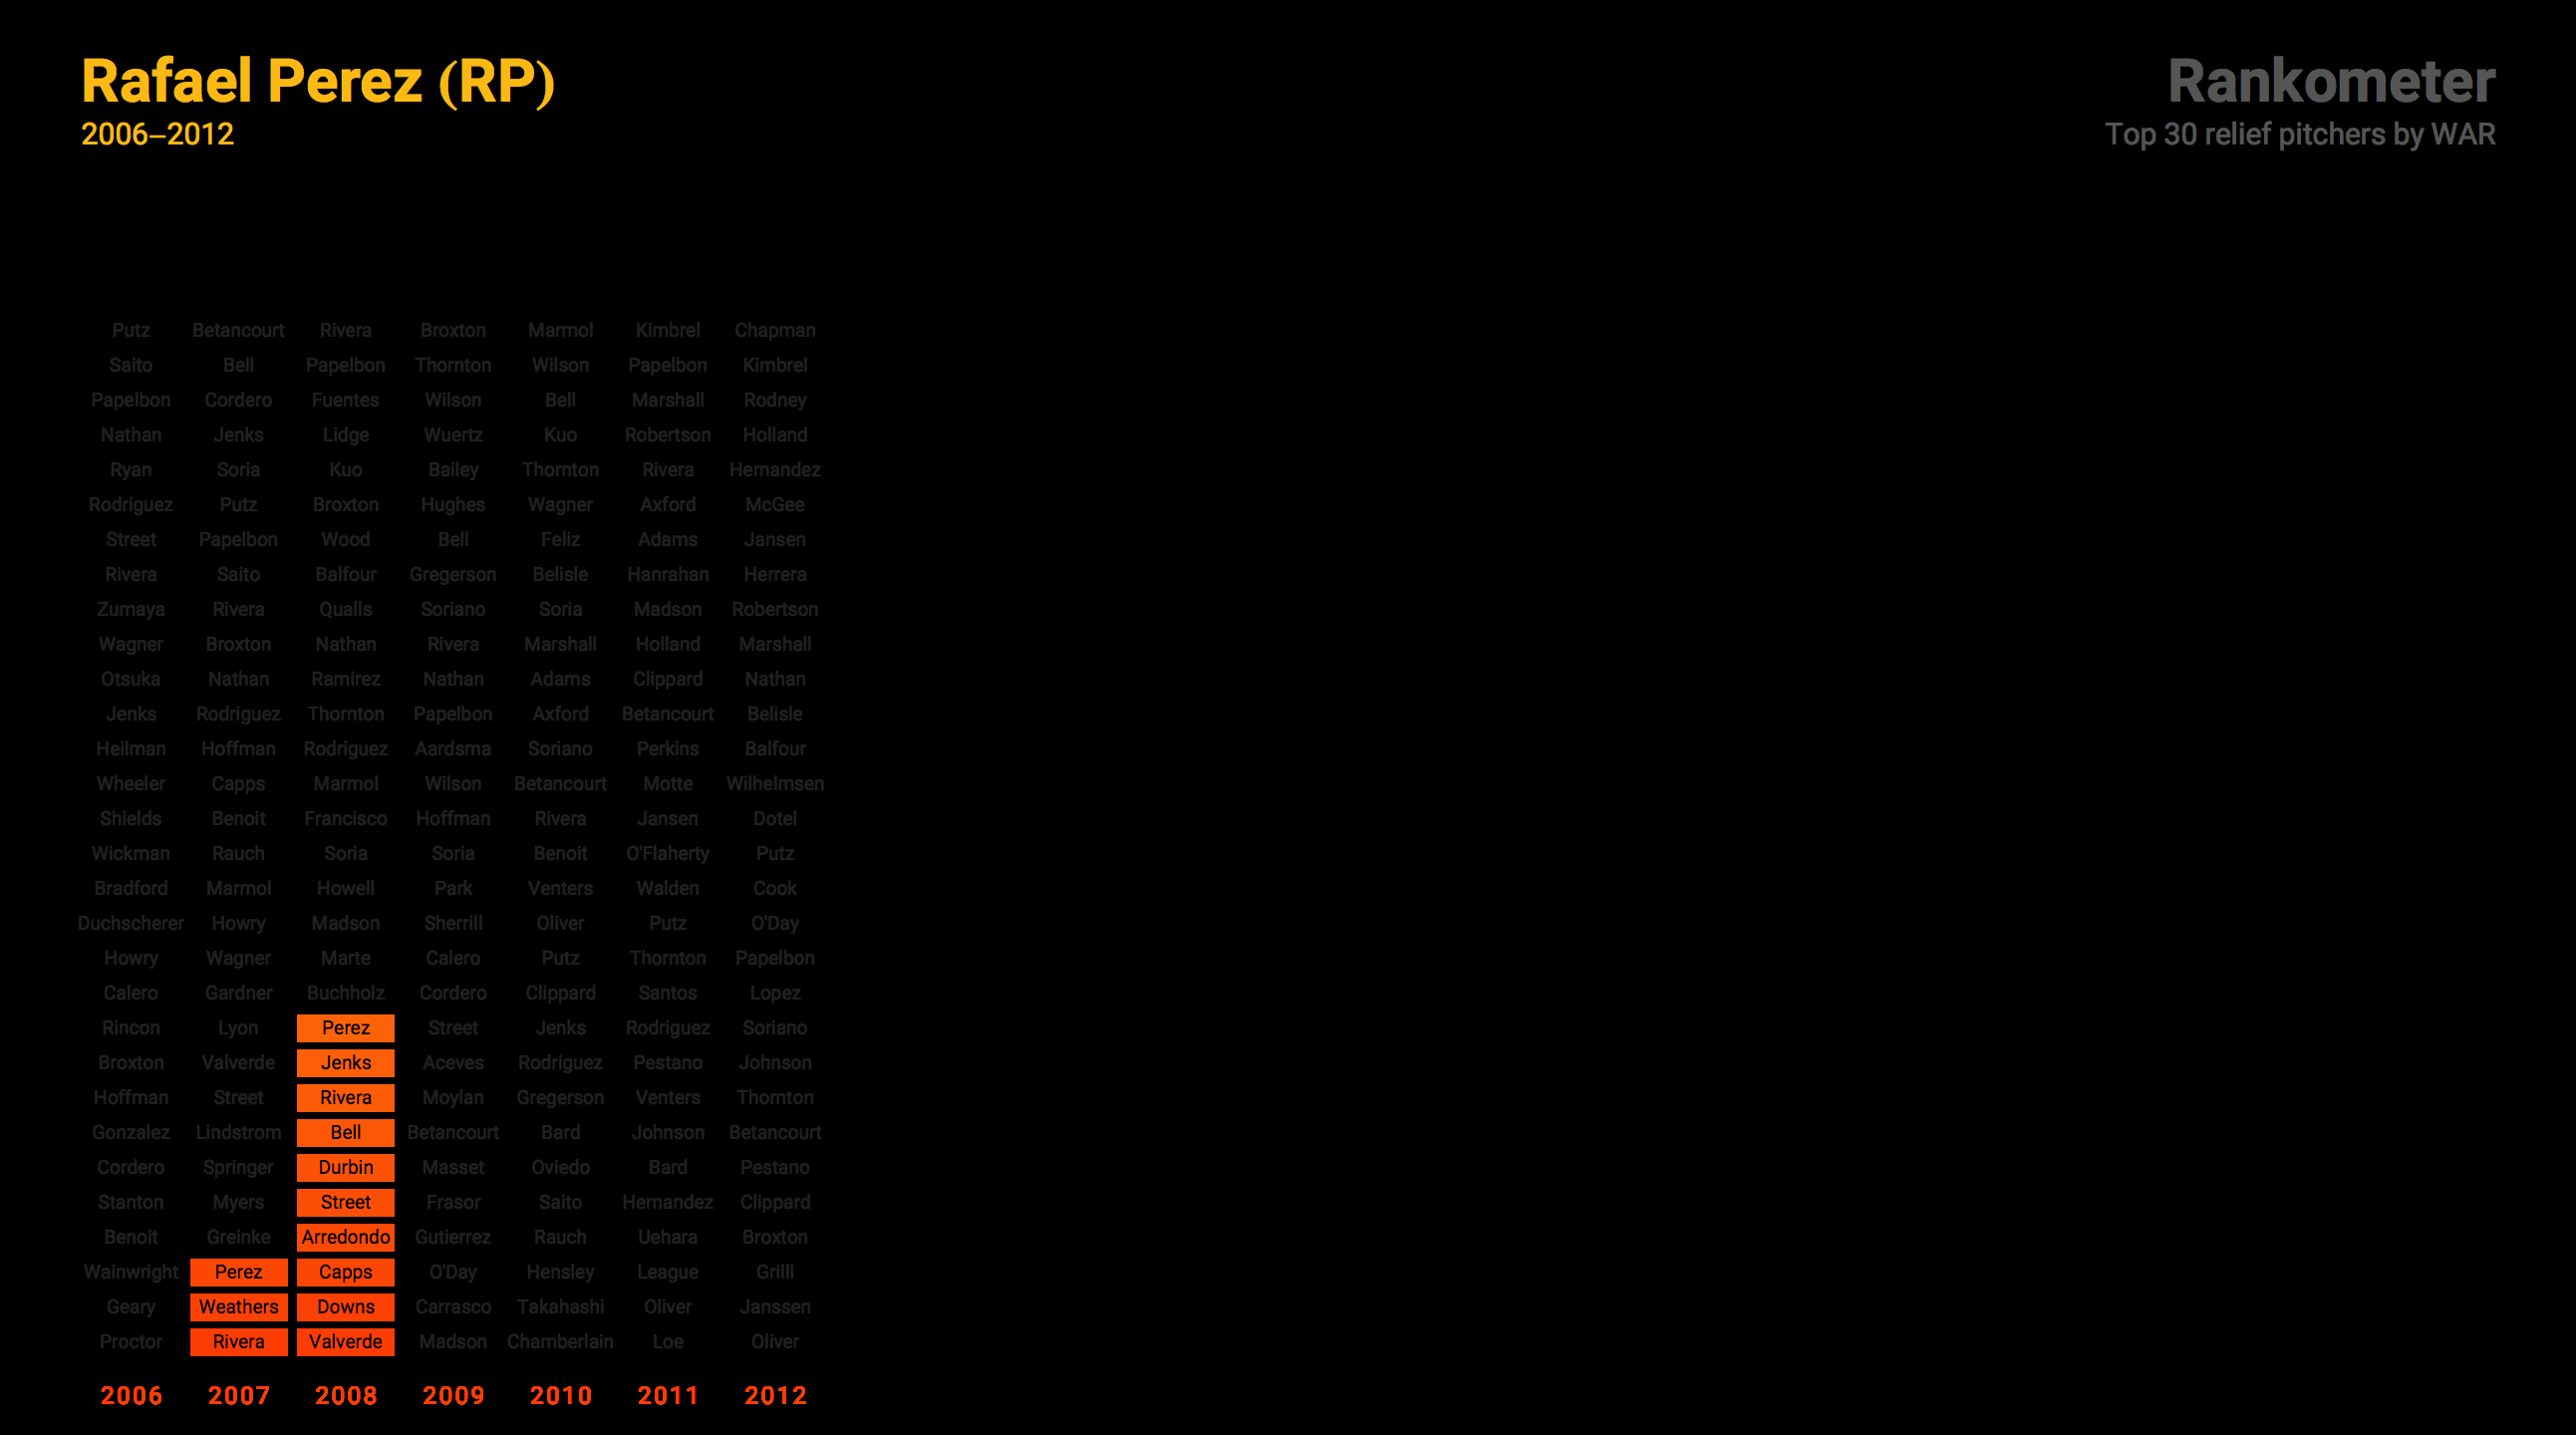 Rafael Perez (RP)
2006–2012
Rankometer
Top 30 relief pitchers by WAR
Putz Betancourt Rivera Broxton Marmol Kimbrel Chapman
Saito Bell Papelbon Thornton Wilson Papelbon Kimbrel
Papelbon Cordero Fuentes Wilson Bell Marshall Rodney
Nathan Jenks Lidge Wuertz Kuo Robertson Holland
Ryan Soria Kuo Bailey Thornton Rivera Hernandez
Rodriguez Putz Broxton Hughes Wagner Axford McGee
Street Papelbon Wood Bell Feliz Adams Jansen
Rivera Saito Balfour Gregerson Belisle Hanrahan Herrera
Zumaya Rivera Qualls Soriano Soria Madson Robertson
Wagner Broxton Nathan Rivera Marshall Holland Marshall
Otsuka Nathan Ramirez Nathan Adams Clippard Nathan
Jenks Rodriguez Thornton Papelbon Axford Betancourt Belisle
Heilman Hoffman Rodriguez Aardsma Soriano Perkins Balfour
Wheeler Capps Marmol Wilson Betancourt Motte Wilhelmsen
Shields Benoit Francisco Hoffman Rivera Jansen Dotel
Wickman Rauch Soria Soria Benoit O'Flaherty Putz
Bradford Marmol Howell Park Venters Walden Cook
Duchscherer Howry Madson Sherrill Oliver Putz O'Day
Howry Wagner Marte Calero Putz Thornton Papelbon
Calero Gardner Buchholz Cordero Clippard Santos Lopez
Rincon Lyon Perez Street Jenks Rodriguez Soriano
Broxton Valverde Jenks Aceves Rodriguez Pestano Johnson
Hoffman Street Rivera Moylan Gregerson Venters Thornton
Gonzalez Lindstrom Bell Betancourt Bard Johnson Betancourt
Cordero Springer Durbin Masset Oviedo Bard Pestano
Stanton Myers Street Frasor Saito Hernandez Clippard
Benoit Greinke Arredondo Gutierrez Rauch Uehara Broxton
Wainwright Perez Capps O'Day Hensley League Grilli
Geary Weathers Downs Carrasco Takahashi Oliver Janssen
Proctor Rivera Valverde Madson Chamberlain Loe Oliver
2006 2007 2008 2009 2010 2011 2012